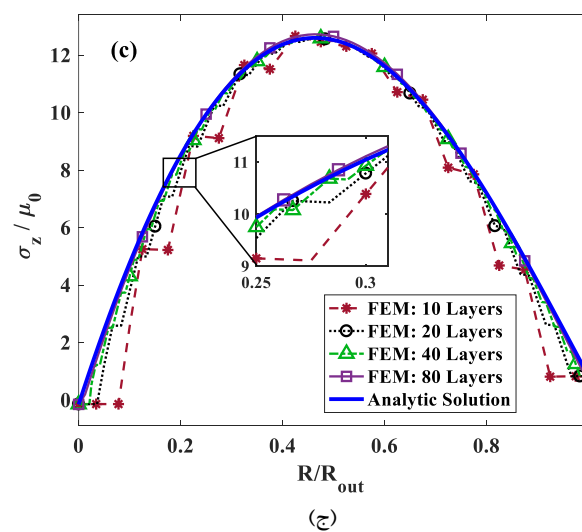 (c)
12
10
8
6
4
2
0
σz / μ0
11
10
9
0.25
0.3
FEM: 10 Layers
FEM: 20 Layers
FEM: 40 Layers
FEM: 80 Layers
Analytic Solution
0
0.2
0.4
0.6
0.8
R/Rout
(ج)